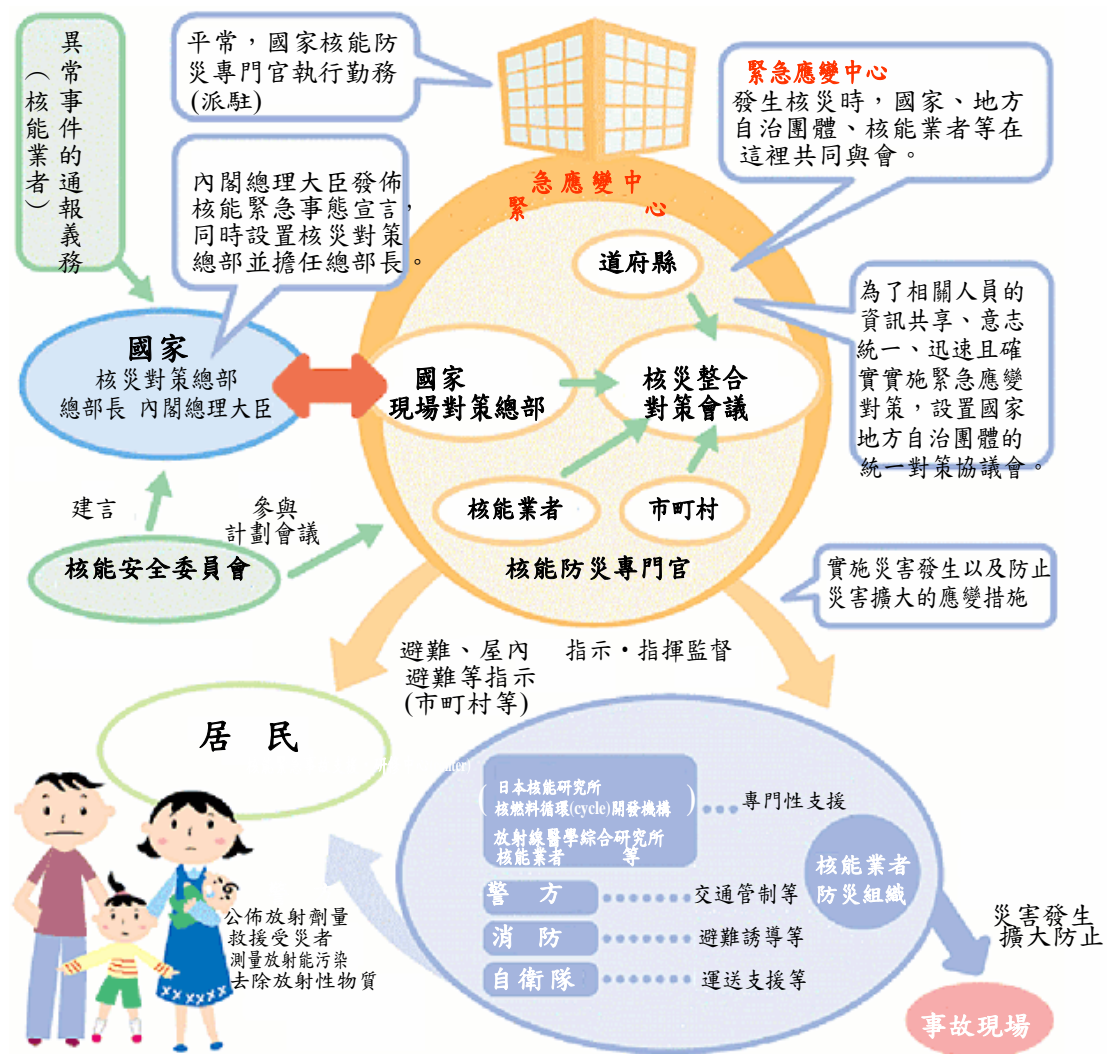 異常事件的通報義務
（核能業者）
平常，國家核能防
災專門官執行勤務
(派駐)
緊急應變中心
發生核災時，國家、地方
自治團體、核能業者等在
這裡共同與會。
內閣總理大臣發佈
核能緊急事態宣言，
同時設置核災對策
總部並擔任總部長。
緊急應變中心
道府縣
為了相關人員的
資訊共享、意志
統一、迅速且確
實實施緊急應變
對策，設置國家
地方自治團體的
統一對策協議會。
國家
核災對策總部
總部長 內閣總理大臣
國家
現場對策總部
核災整合
對策會議
建言
參與
計劃會議
核能業者
市町村
核能安全委員會
核能防災專門官
實施災害發生以及防止
災害擴大的應變措施
避難、屋內
避難等指示
(市町村等)
指示・指揮監督
居 民
日本核能研究所
核燃料循環(cycle)開發機構
放射線醫學綜合研究所
核能業者 等
專門性支援
核能業者
防災組織
警 方
交通管制等
消 防
避難誘導等
自衛隊
運送支援等
公佈放射劑量
救援受災者
測量放射能污染
去除放射性物質
災害發生
擴大防止
事故現場